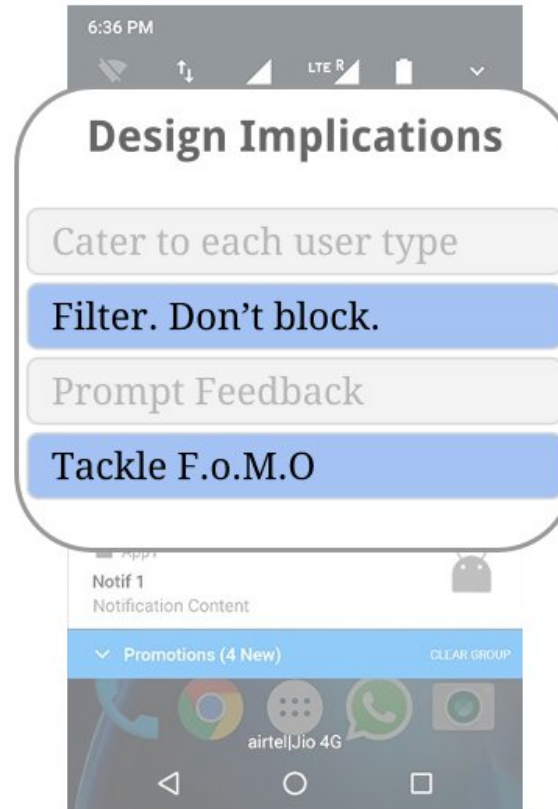 6:36 PM
LTE R
Design Implications
Cater to each user type
Filter. Don’t block.
Prompt Feedback
Tackle F.o.M.O
App1
Notif 1
Notification Content
Promotions (4 New) CLEAR GROUP
airtel|Jio 4G